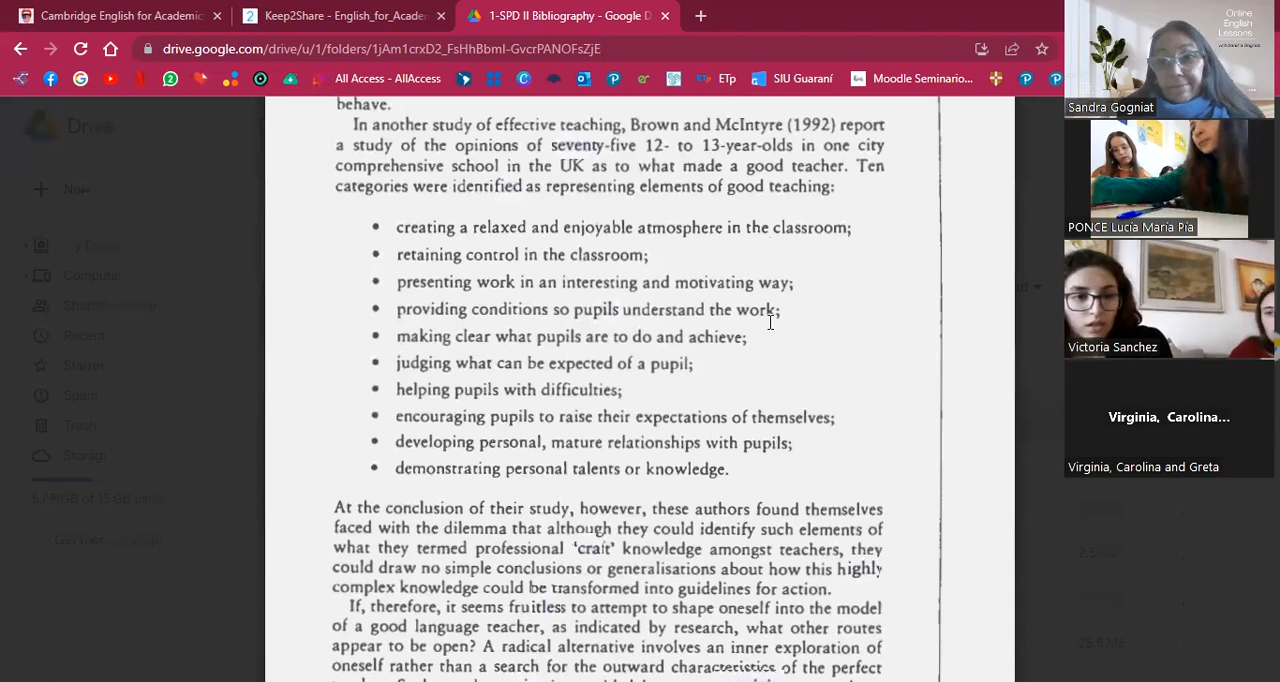 Cambridge English for Academics
Keep2Share - English_for_Acader
1-SPD II Bibliography - Google D
drive.google.com/drive/u/1/folders/1jAm1crxD2_FsHhBbmI-GvcrPANOFsZjE
All Access - AllAccess
ETp
SIU Guaraní
Moodle Seminario...
Online
English
Lessons
Sandra Gogniat
PONCE Lucía María Pía
Victoria Sanchez
Virginia, Carolina...
Virginia, Carolina and Greta
Drive
New
My Drive
Computers
Recent
Starred
Spam
Trash
Storage
behave.
In another study of effective teaching, Brown and McIntyre (1992) report
a study of the opinions of seventy-five 12- to 13-year-olds in one city
comprehensive school in the UK as to what made a good teacher. Ten
categories were identified as representing elements of good teaching:
• creating a relaxed and enjoyable atmosphere in the classroom;
• retaining control in the classroom;
• presenting work in an interesting and motivating way;
• providing conditions so pupils understand the work;
• making clear what pupils are to do and achieve;
• judging what can be expected of a pupil;
• helping pupils with difficulties;
• encouraging pupils to raise their expectations of themselves;
• developing personal, mature relationships with pupils;
• demonstrating personal talents or knowledge.
At the conclusion of their study, however, these authors found themselves
faced with the dilemma that although they could identify such elements of
what they termed professional 'craft' knowledge amongst teachers, they
could draw no simple conclusions or generalisations about how this highly
complex knowledge could be transformed into guidelines for action.
If, therefore, it seems fruitless to attempt to shape oneself into the model
of a good language teacher, as indicated by research, what other routes
appear to be open? A radical alternative involves an inner exploration of
oneself rather than a search for the outward characteristics of the perfect